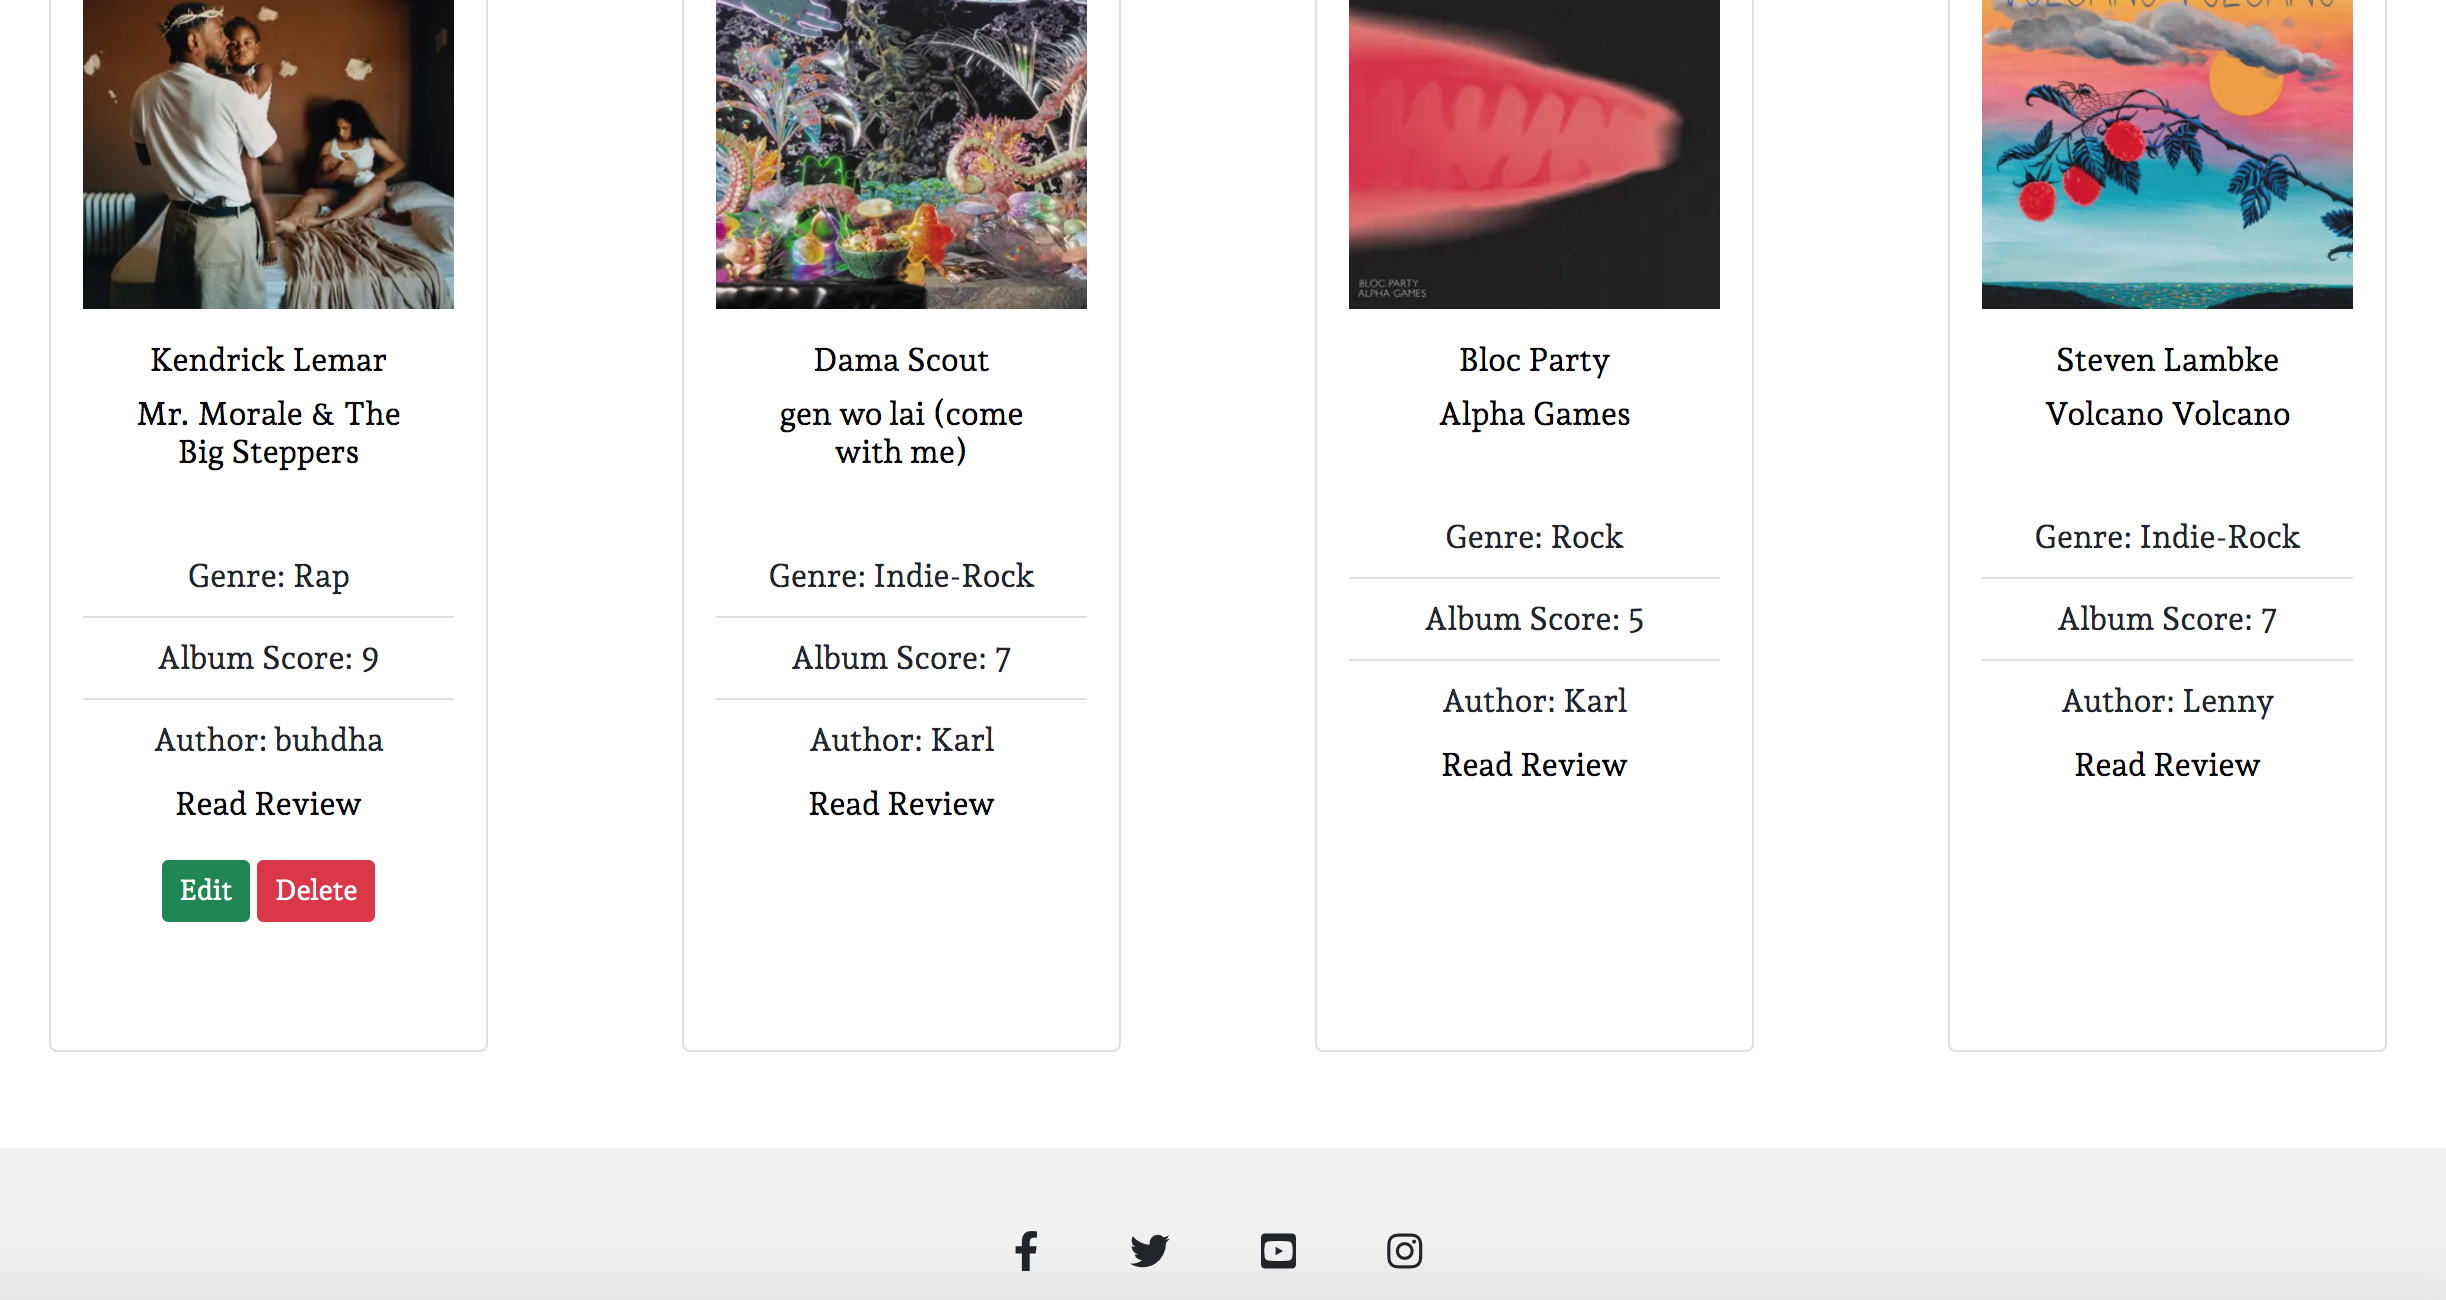 VOLCANO VOLCANO
BLOC PARTY
ALPHA GAMES
Kendrick Lemar
Mr. Morale & The
Big Steppers
Genre: Rap
Album Score: 9
Author: buhdha
Read Review
Edit Delete
Dama Scout
gen wo lai (come
with me)
Genre: Indie-Rock
Album Score: 7
Author: Karl
Read Review
Bloc Party
Alpha Games
Genre: Rock
Album Score: 5
Author: Karl
Read Review
Steven Lambke
Volcano Volcano
Genre: Indie-Rock
Album Score: 7
Author: Lenny
Read Review